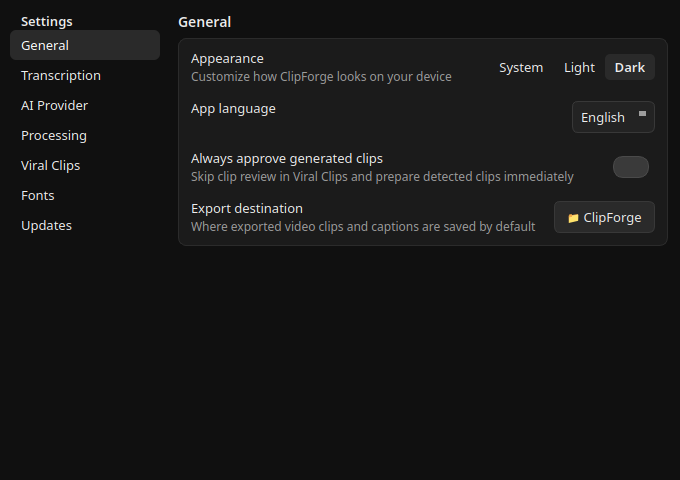 Settings
General
Transcription
AI Provider
Processing
Viral Clips
Fonts
Updates
General
Appearance
Customize how ClipForge looks on your device
System Light Dark
App language
English
Always approve generated clips
Skip clip review in Viral Clips and prepare detected clips immediately
Export destination
Where exported video clips and captions are saved by default
ClipForge